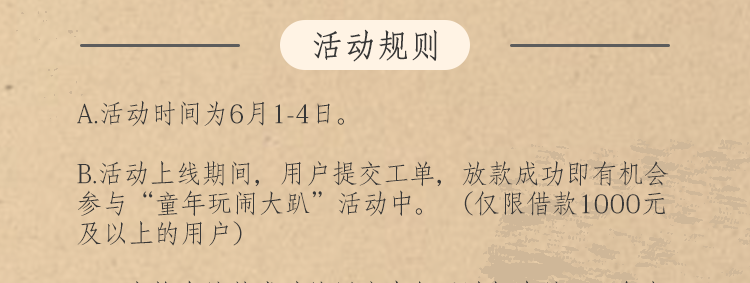 活动规则
A.活动时间为6月1-4日。
B.活动上线期间，用户提交工单，放款成功即有机会
参与“童年玩闹大趴”活动中。（仅限借款1000元
及以上的用户）